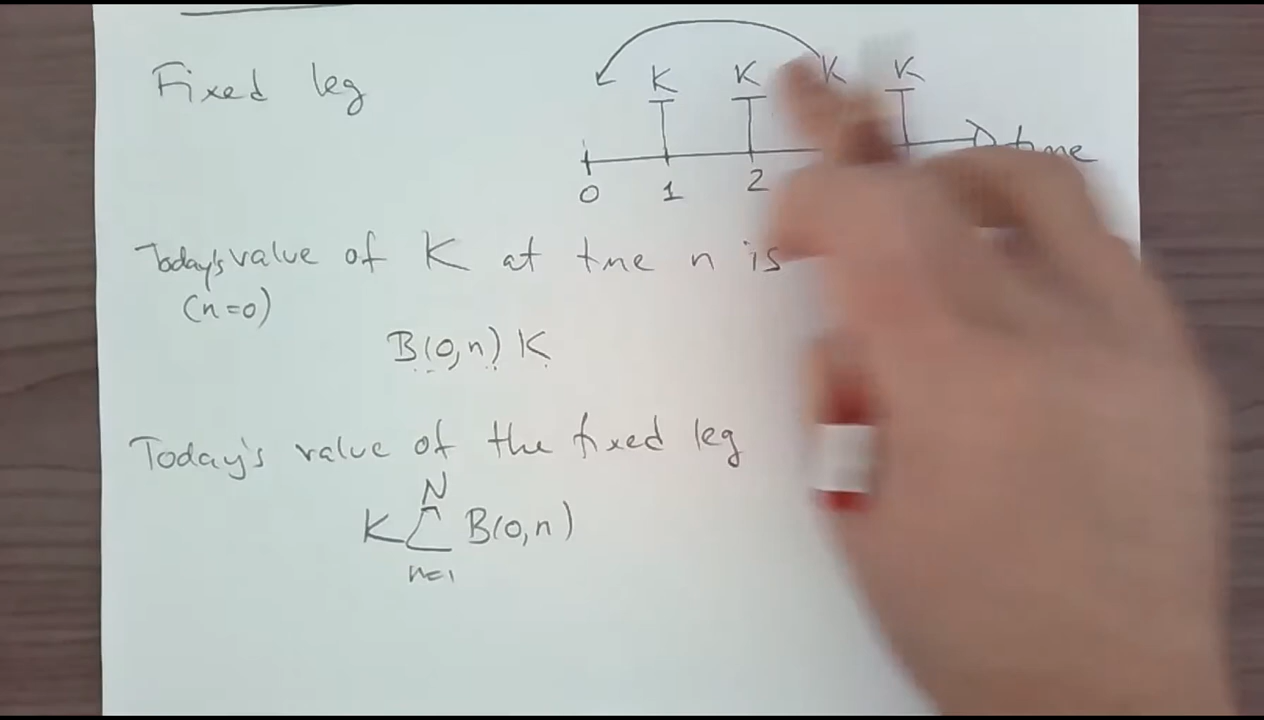 Fixed leg
K K K K
time
0 1 2
Today's value of K at tme n is
(n=0)
B(0,n) K
Today's value of the fixed leg
N
K Σ B(0,n)
n=1